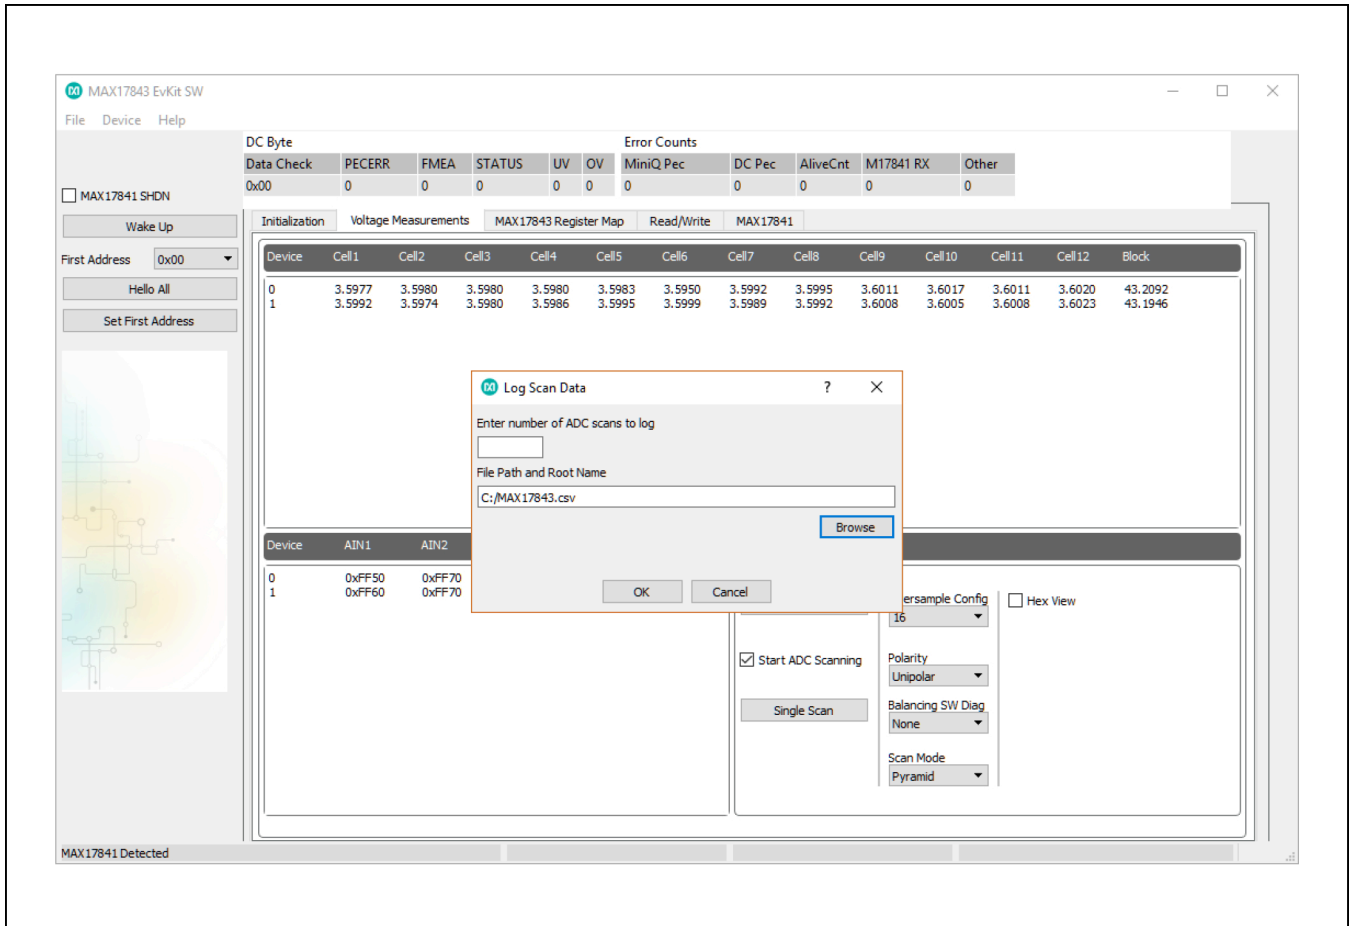 MAX17843 EvKit SW
File Device Help
DC Byte Error Counts
Data Check PECERR FMEA STATUS UV OV MiniQ Pec DC Pec AliveCnt M17841 RX Other
0x00 0 0 0 0 0 0 0 0 0 0
MAX17841 SHDN
Wake Up
First Address 0x00
Hello All
Set First Address
Initialization Voltage Measurements MAX17843 Register Map Read/Write MAX17841
Device Cell1 Cell2 Cell3 Cell4 Cell5 Cell6 Cell7 Cell8 Cell9 Cell10 Cell11 Cell12 Block
0 3.5977 3.5980 3.5980 3.5980 3.5983 3.5950 3.5992 3.5995 3.6011 3.6017 3.6011 3.6020 43.2092
1 3.5992 3.5974 3.5980 3.5986 3.5995 3.5999 3.5989 3.5992 3.6008 3.6005 3.6008 3.6023 43.1946
Log Scan Data ?
Enter number of ADC scans to log
File Path and Root Name
C:/MAX17843.csv
Browse
OK Cancel
Device AIN1 AIN2
0 0xFF50 0xFF70
1 0xFF60 0xFF70
ersample Config
16
Hex View
Start ADC Scanning
Polarity
Unipolar
Single Scan
Balancing SW Diag
None
Scan Mode
Pyramid
MAX17841 Detected